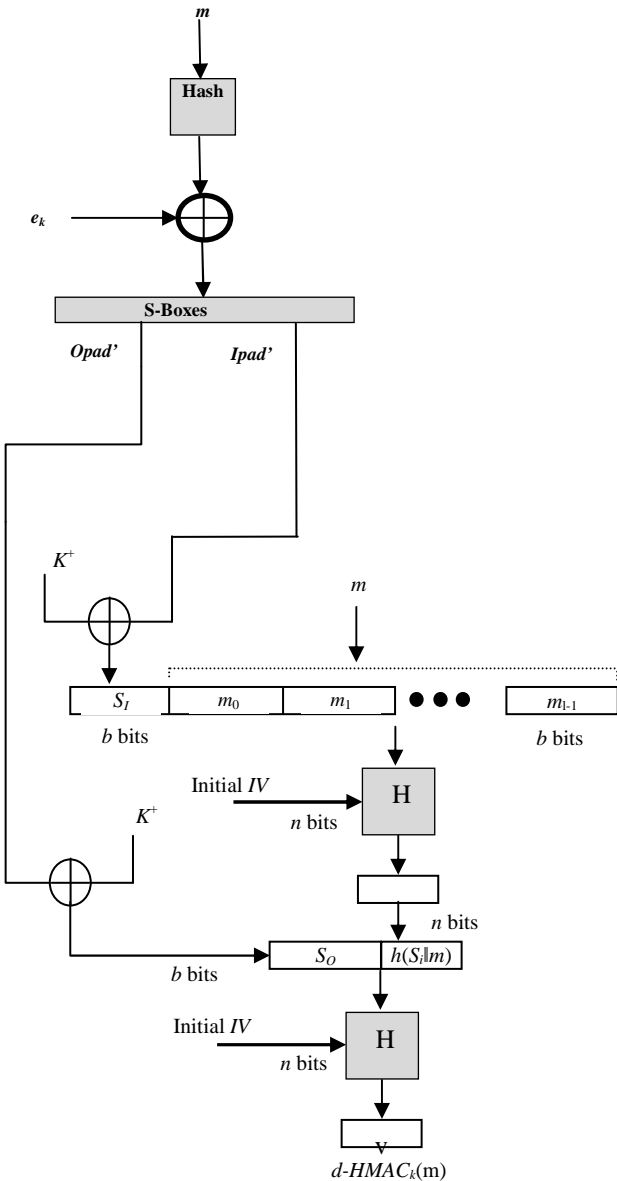 m
Hash
e_k
S-Boxes
Opad' Ipad'
K⁺
m
S_I m_0 m_1 m_{l-1}
b bits b bits
Initial IV H
n bits
K⁺
n bits
S_O h(S_i||m)
b bits
Initial IV H
n bits
V
d-HMAC_k(m)